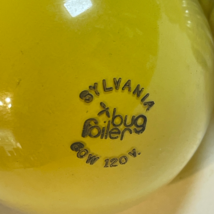 SYLVANIA
bug
foiler
60W 120V.